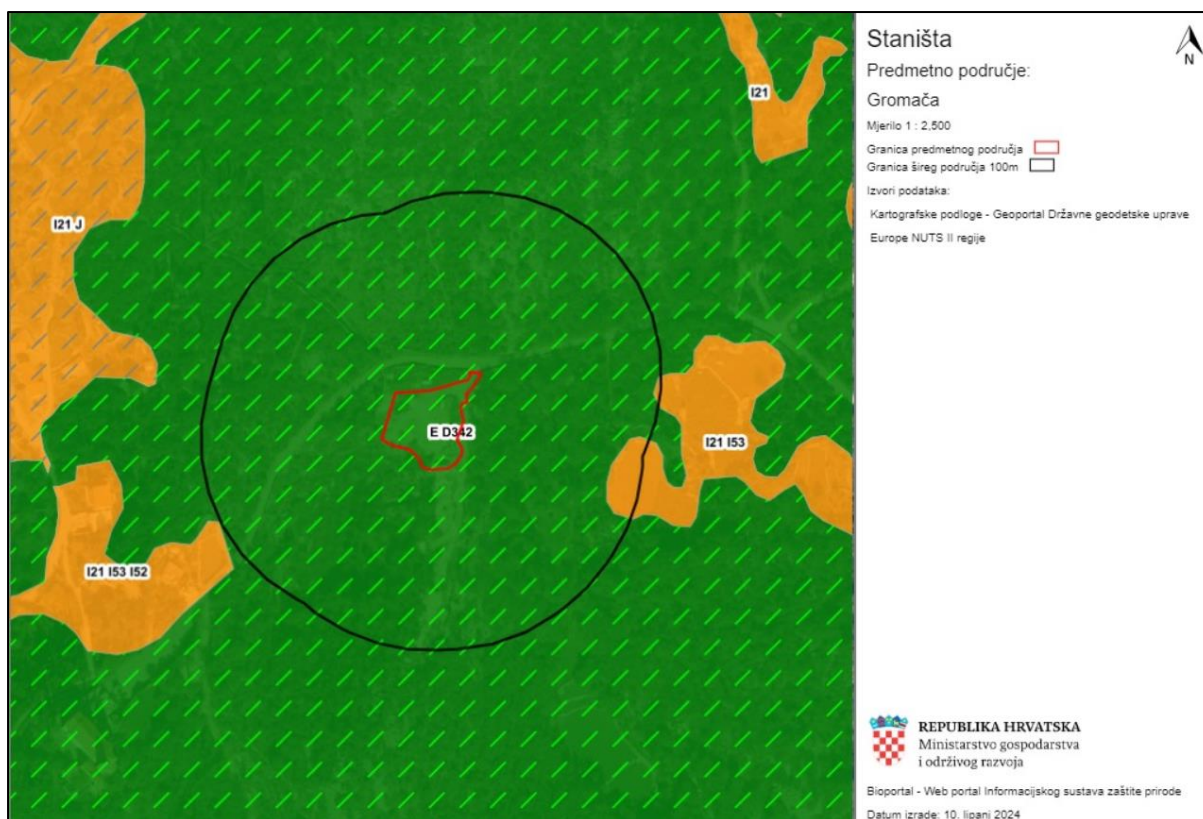 I21
I21 J
E D342
I21 I53
I21 I53 I52
Staništa
N
Predmetno područje:
Gromača
Mjerilo 1 : 2,500
Granica predmetnog područja
Granica šireg područja 100m
Izvori podataka:
Kartografske podloge - Geoportal Državne geodetske uprave
Europe NUTS II regije
REPUBLIKA HRVATSKA
Ministarstvo gospodarstva
i održivog razvoja
Bioportal - Web portal Informacijskog sustava zaštite prirode
Datum izrade: 10. lipanj 2024